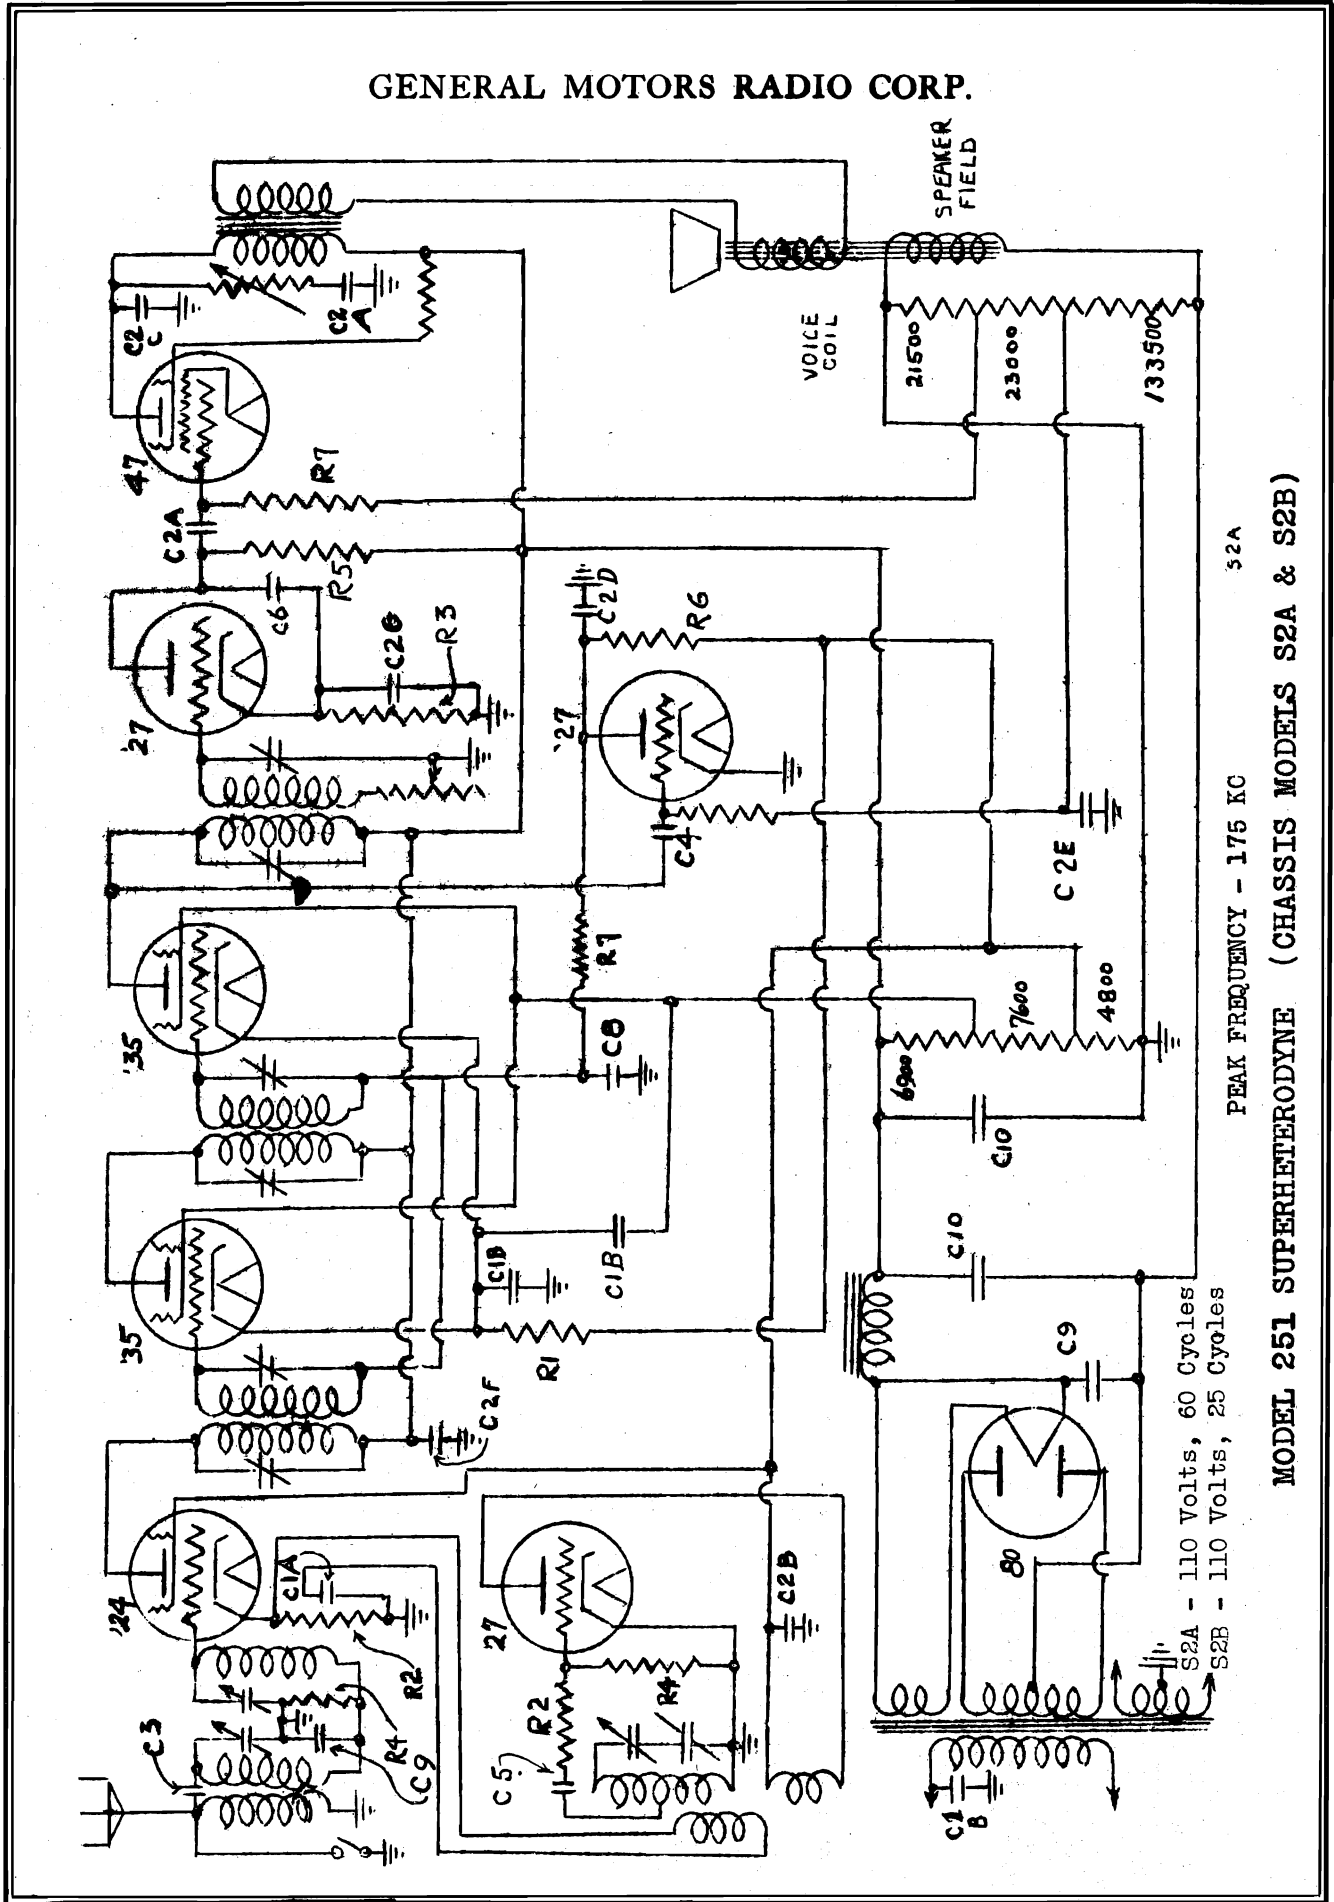 GENERAL MOTORS RADIO CORP.
SPEAKER
FIELD
VOICE
COIL
C2
C
C2
A
47
R7
C2A
R5
C6
'27
C2G
R3
C2D
R6
'27
C4
21500
23000
133500
'35
R7
C8
C2E
7600
4800
6900
C10
'35
C1B
C1B
R1
C10
C9
C2F
'24
C1A
R2
C3
R4
C9
27
R2
R4
C5
C2B
80
C1
B
S2A
PEAK FREQUENCY - 175 KC
S2A - 110 Volts, 60 Cycles
S2B - 110 Volts, 25 Cycles
MODEL 251 SUPERHETERODYNE (CHASSIS MODELS S2A & S2B)